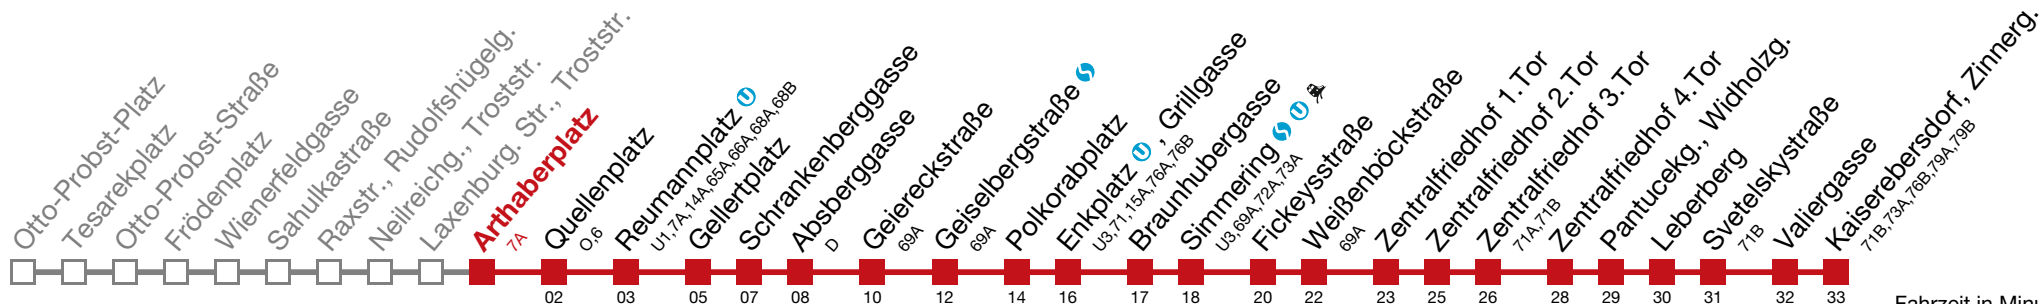 Otto-Probst-Platz
Tesarekplatz
Otto-Probst-Straße
Frödenplatz
Wienerfeldgasse
Sahulkastraße
Raxstr., Rudolfshügelg.
Neilreichg., Troststr.
Laxenburg. Str., Troststr.
Arthaberplatz
7A
Quellenplatz
O,6
Reumannplatz U
U1,7A,14A,65A,66A,68A,68B
Gellertplatz
Schrankenberggasse
Absberggasse
D
Geiereckstraße
69A
Geiselbergstraße
69A
Polkorabplatz
Enkplatz U, Grillgasse
U3,71,15A,76A,76B
Braunhubergasse
Simmering U
U3,69A,72A,73A
Fickeysstraße
Weißenböckstraße
69A
Zentralfriedhof 1.Tor
Zentralfriedhof 2.Tor
Zentralfriedhof 3.Tor
71A,71B
Zentralfriedhof 4.Tor
Pantucekg., Widholzg.
Leberberg
Svetelskystraße
71B
Valiergasse
Kaiserebersdorf, Zinnerg.
71B,73A,76B,79A,79B
02 03 05 07 08 10 12 14 16 17 18 20 22 23 25 26 28 29 30 31 32 33
Fahrzeit in